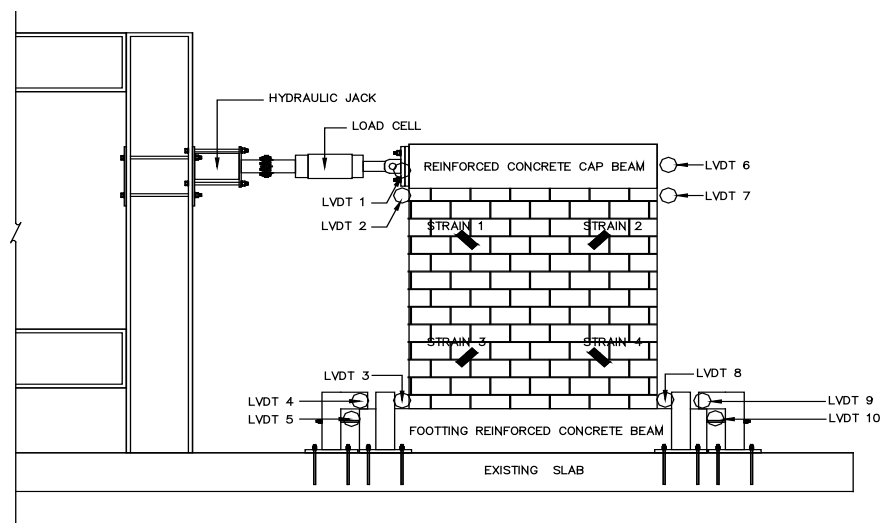 HYDRAULIC JACK
LOAD CELL
REINFORCED CONCRETE CAP BEAM
LVDT 6
LVDT 1
LVDT 7
LVDT 2
STRAIN 1
STRAIN 2
STRAIN 3
STRAIN 4
LVDT 3
LVDT 8
LVDT 4
LVDT 9
LVDT 5
LVDT 10
FOOTTING REINFORCED CONCRETE BEAM
EXISTING SLAB